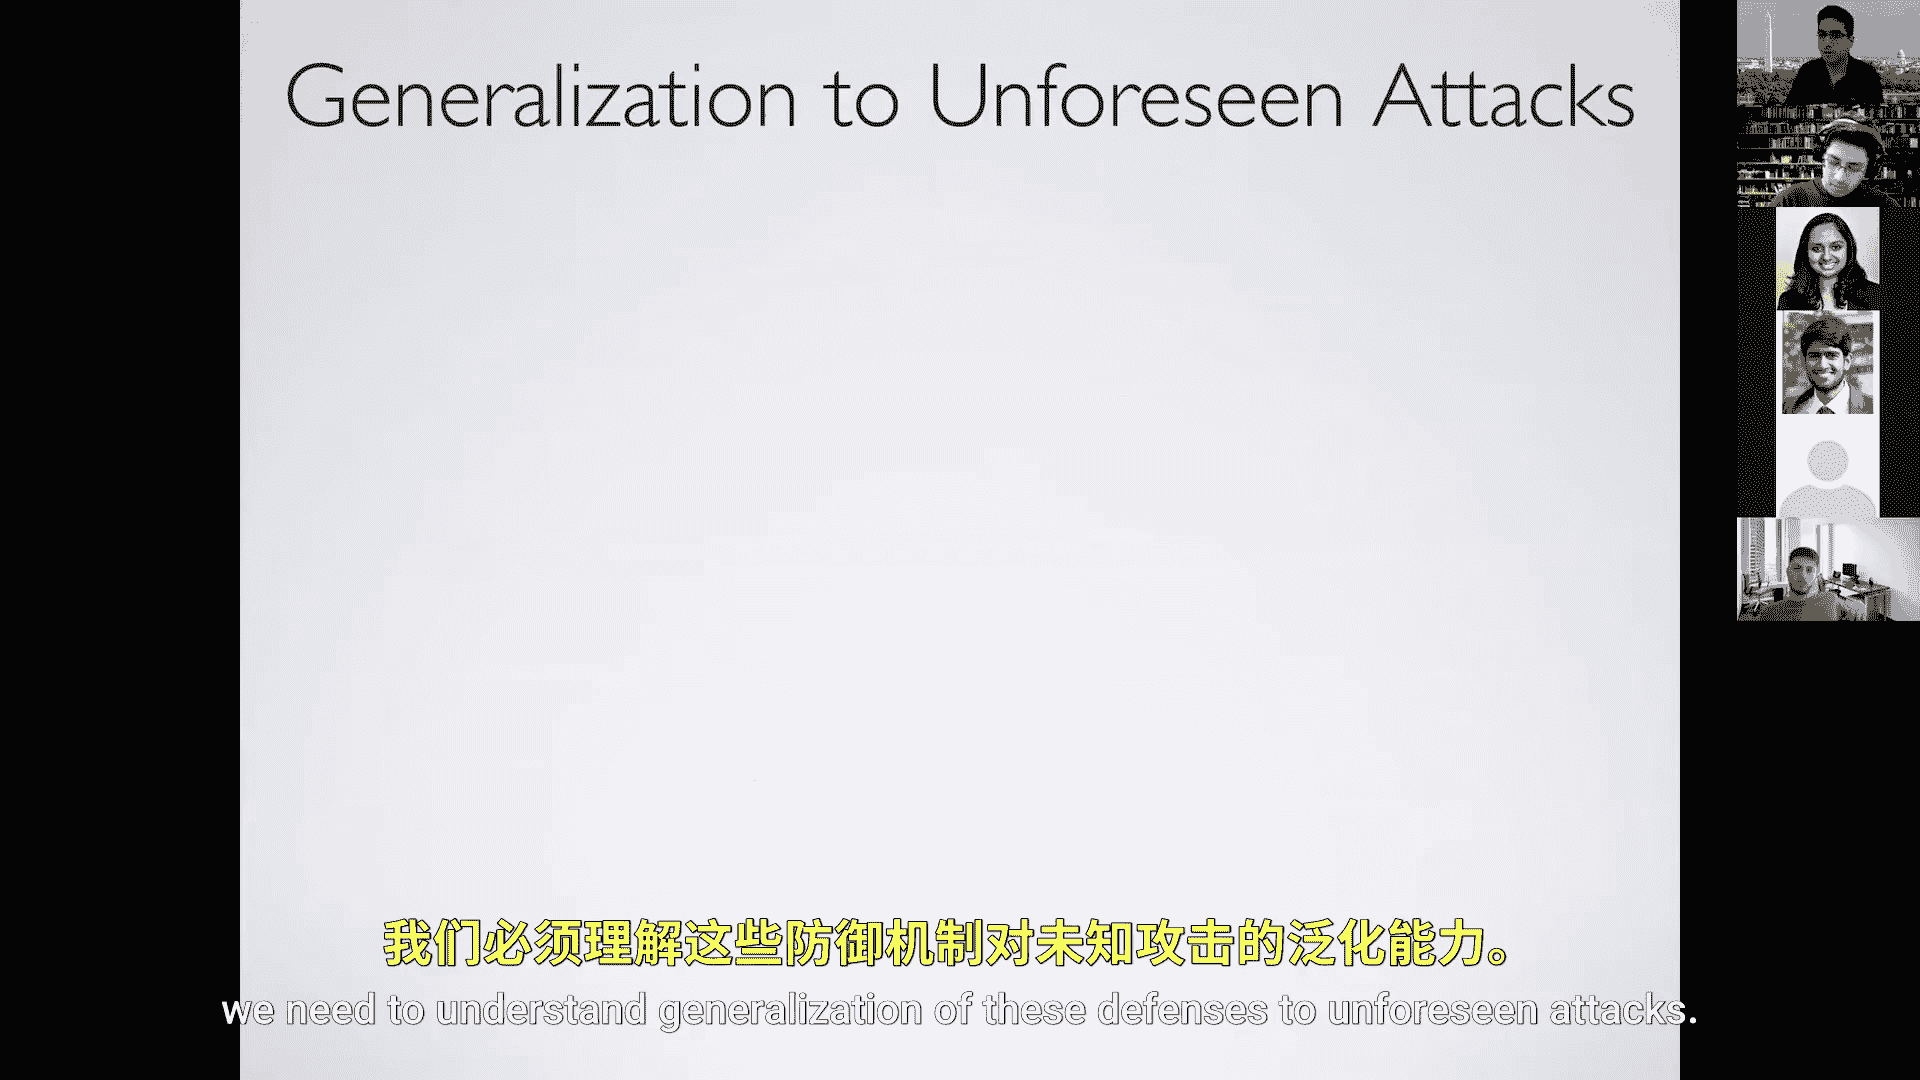 Generalization to Unforeseen Attacks
我们必须理解这些防御机制对未知攻击的泛化能力。
we need to understand generalization of these defenses to unforeseen attacks.